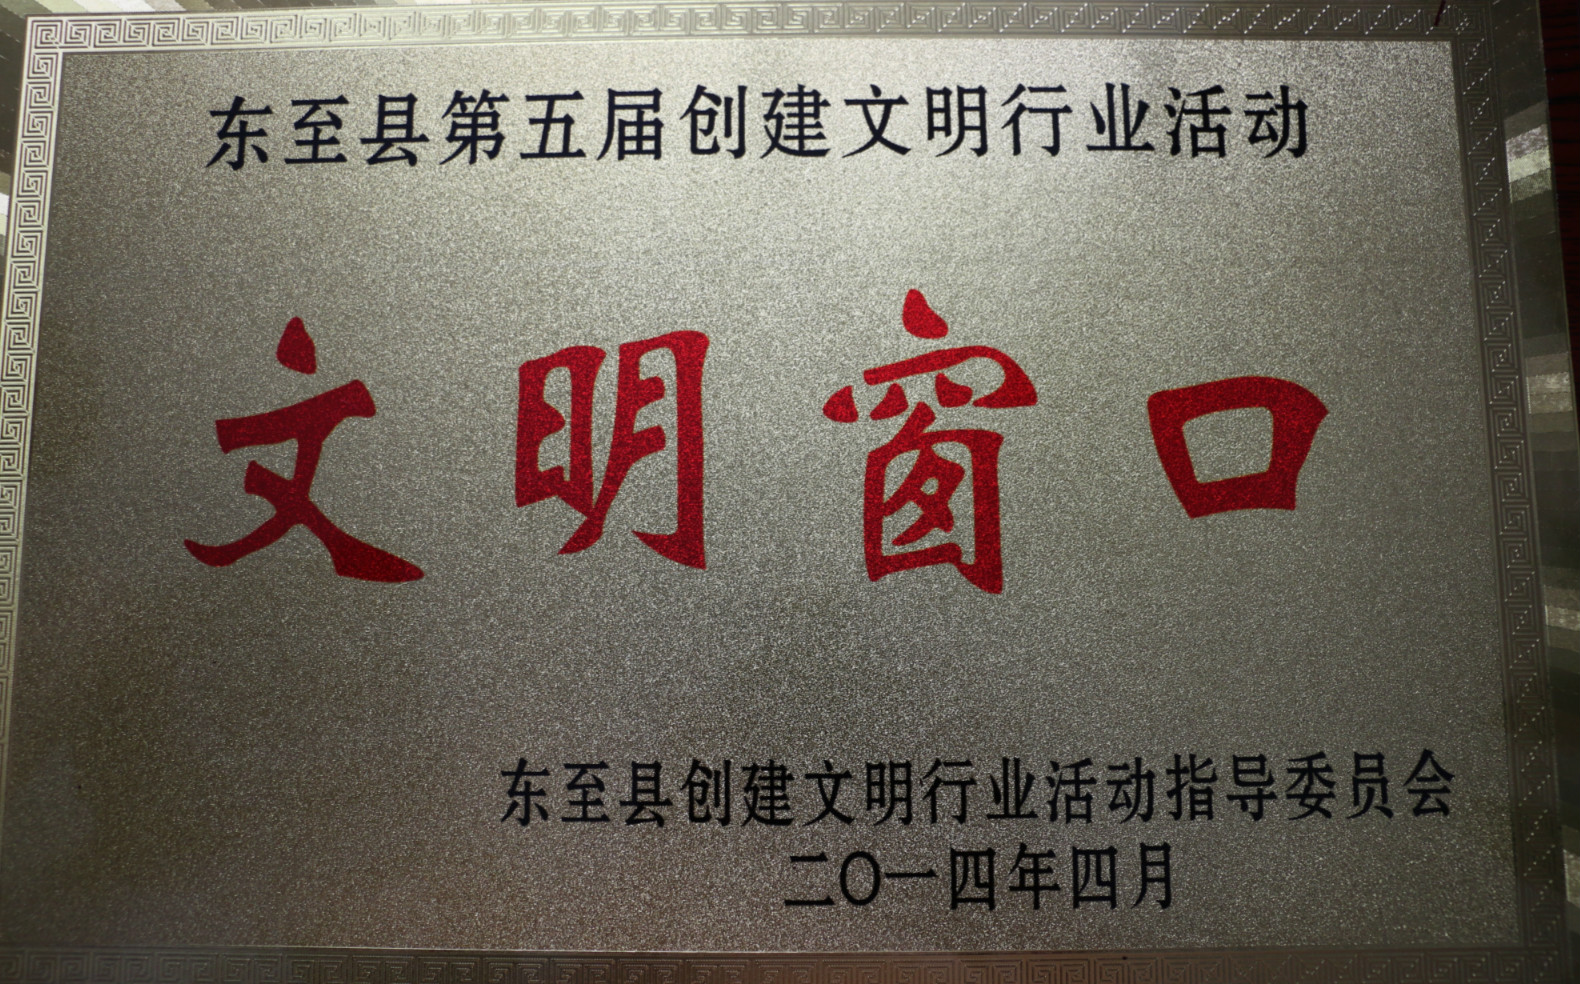 东至县第五届创建文明行业活动
文明窗口
东至县创建文明行业活动指导委员会
二〇一四年四月